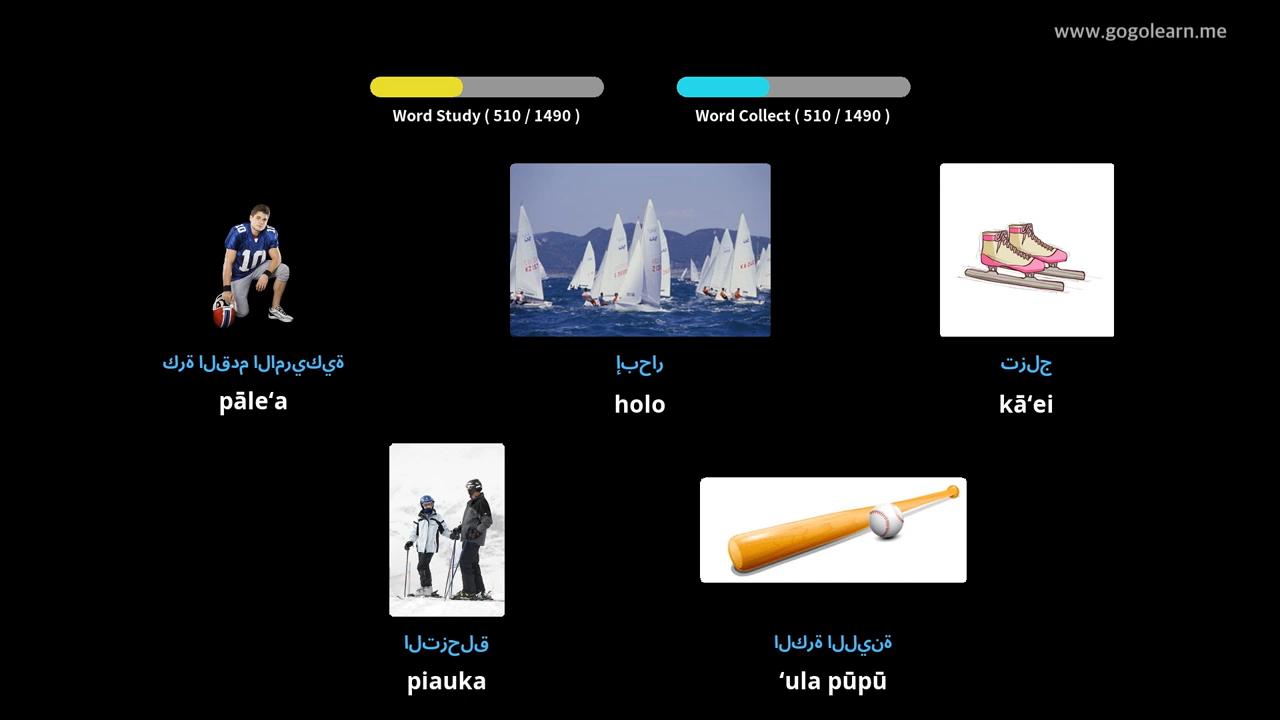 www.gogolearn.me
Word Study ( 510 / 1490 )
Word Collect ( 510 / 1490 )
كرة القدم الامريكية
إبحار
تزلج
pāleʻa
holo
kāʻei
التزحلق
الكرة اللينة
piauka
ʻula pūpū